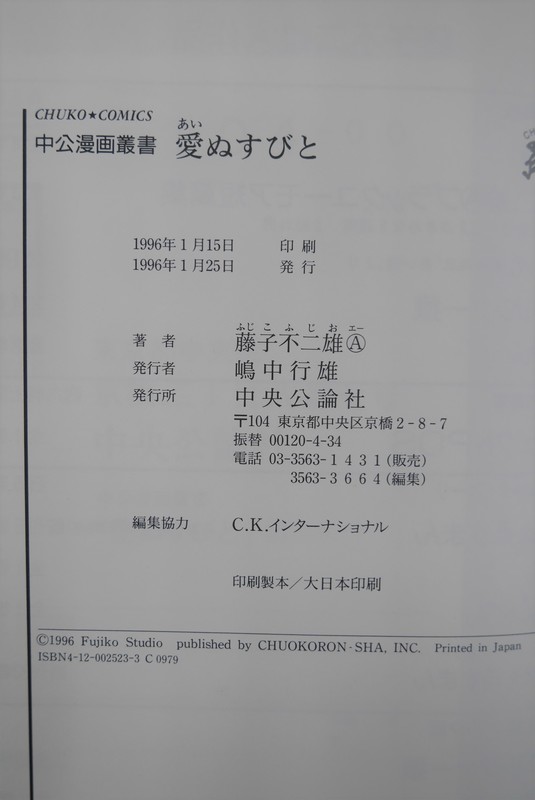 CHUKO★COMICS
あい
中公漫画叢書 愛ぬすびと
1996年1月15日 印刷
1996年1月25日 発行
ふじ こ ふ じ お エー
著者 藤子不二雄Ⓐ
発行者 嶋中行雄
発行所 中央公論社
〒104 東京都中央区京橋2-8-7
振替 00120-4-34
電話 03-3563-1431(販売)
3563-3664(編集)
編集協力 C.K.インターナショナル
印刷製本/大日本印刷
©1996 Fujiko Studio published by CHUOKORON-SHA, INC. Printed in Japan
ISBN4-12-002523-3 C0979